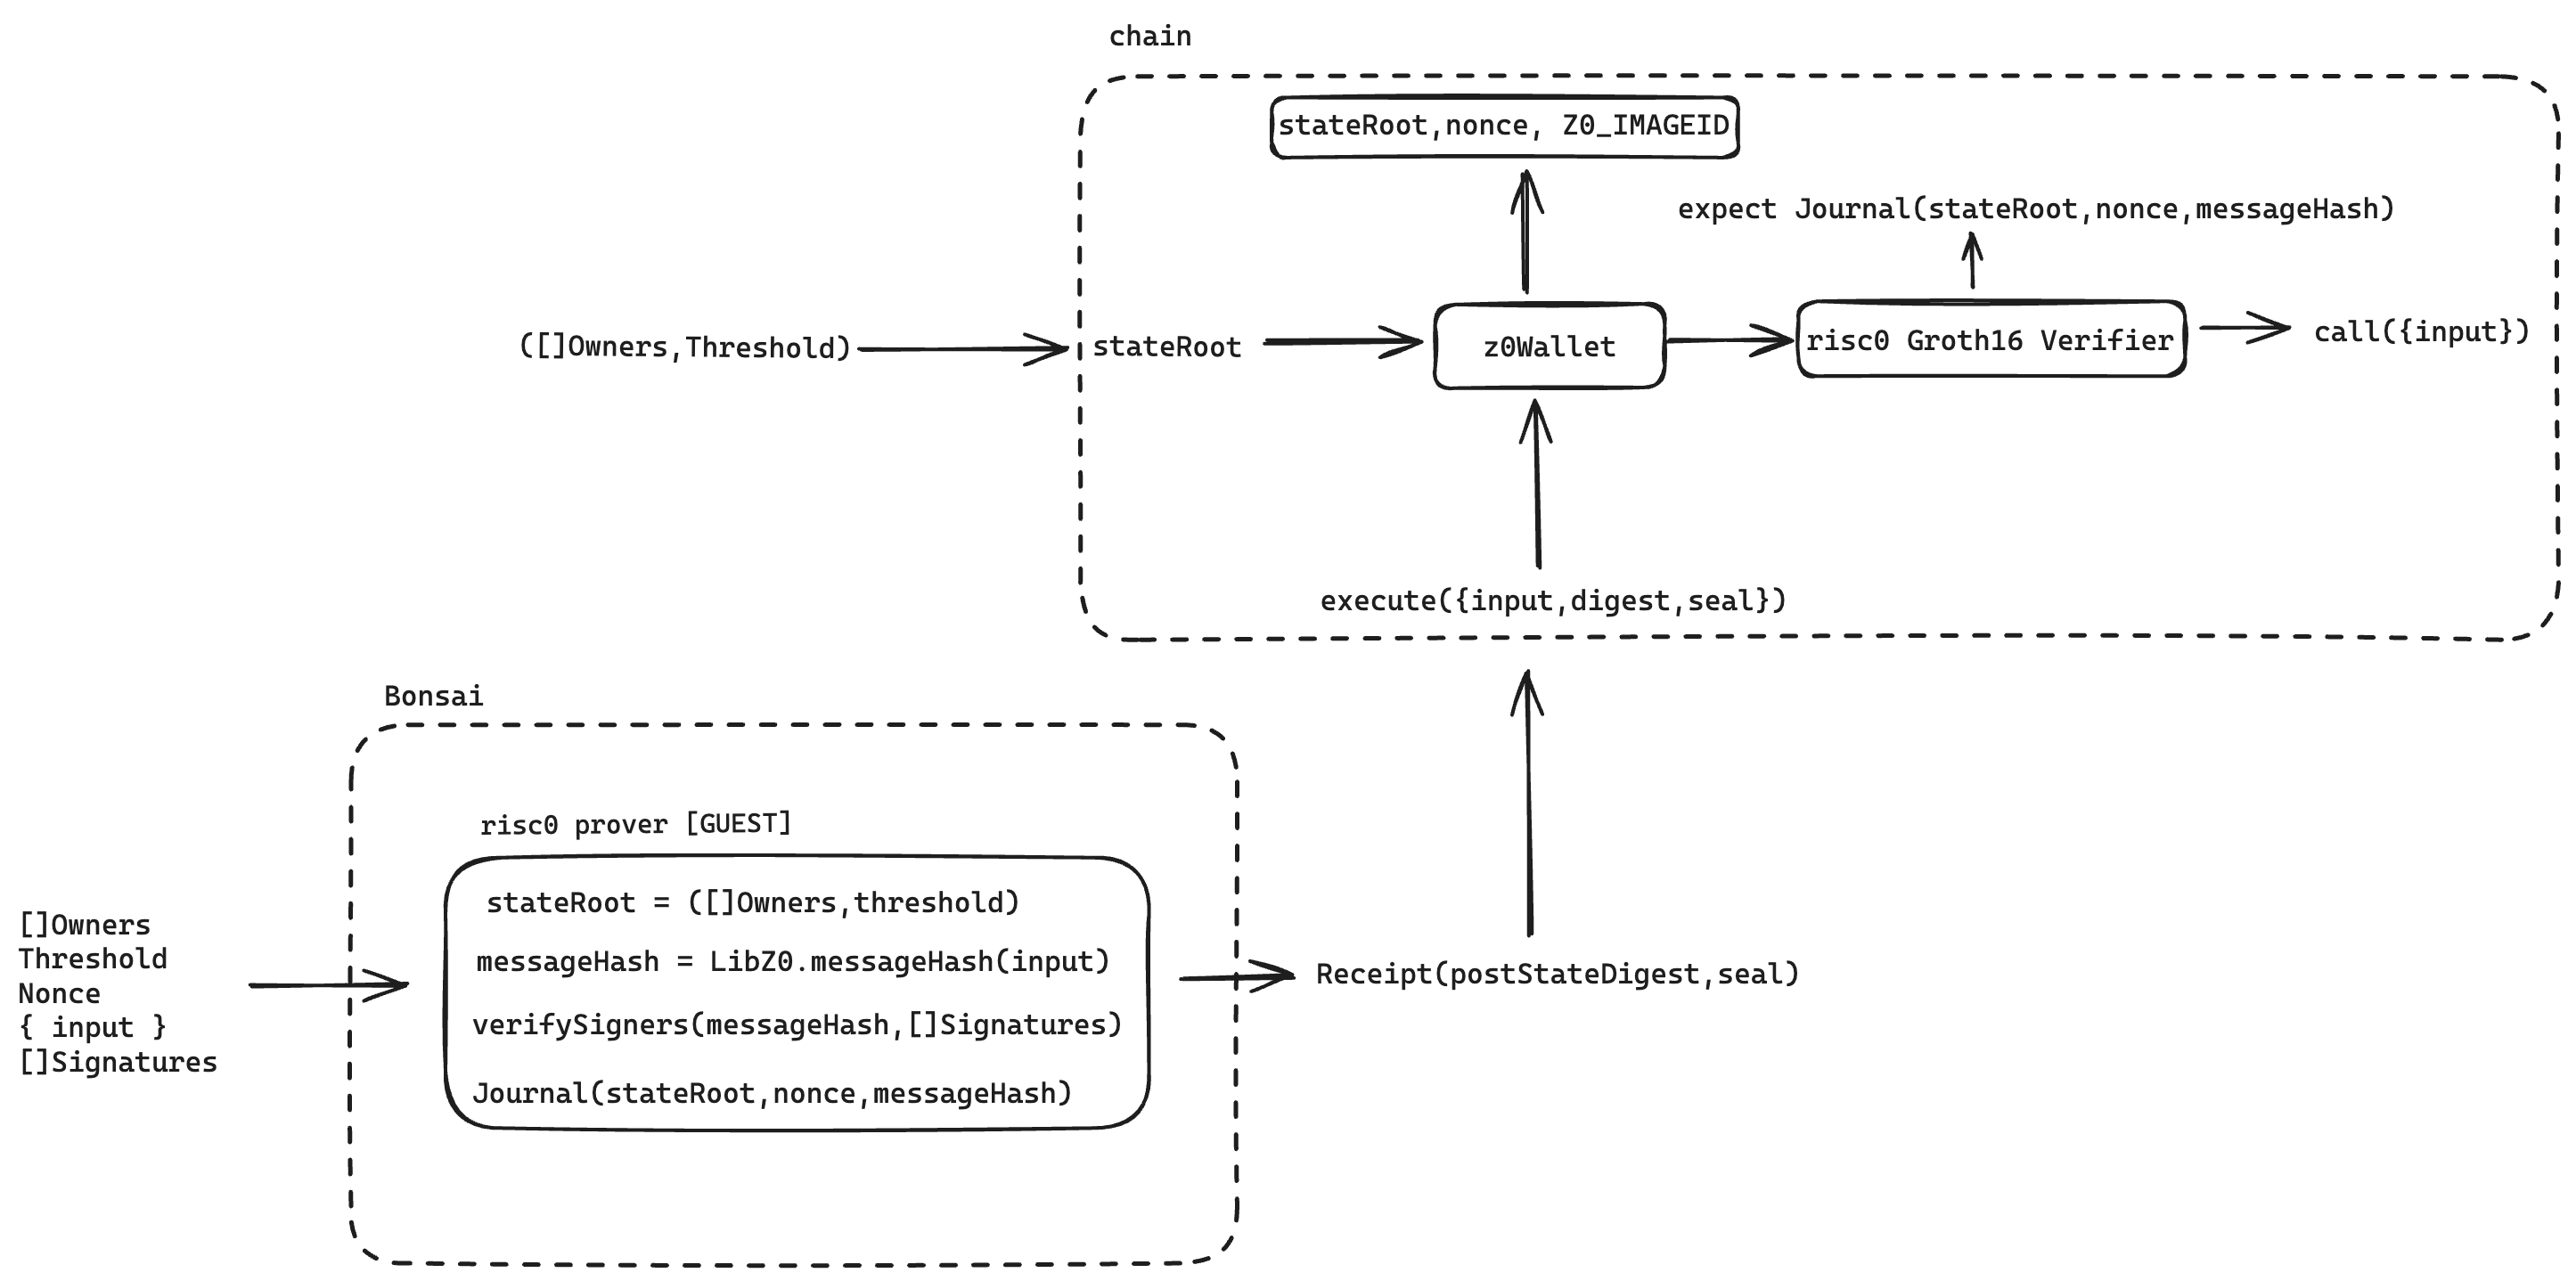 chain
stateRoot,nonce, Z0_IMAGEID
expect Journal(stateRoot,nonce,messageHash)
([]Owners,Threshold)
stateRoot
z0Wallet
risc0 Groth16 Verifier
call({input})
execute({input,digest,seal})
Bonsai
risc0 prover [GUEST]
stateRoot = ([]Owners,threshold)
messageHash = LibZ0.messageHash(input)
verifySigners(messageHash,[]Signatures)
Journal(stateRoot,nonce,messageHash)
[]Owners
Threshold
Nonce
{ input }
[]Signatures
Receipt(postStateDigest,seal)